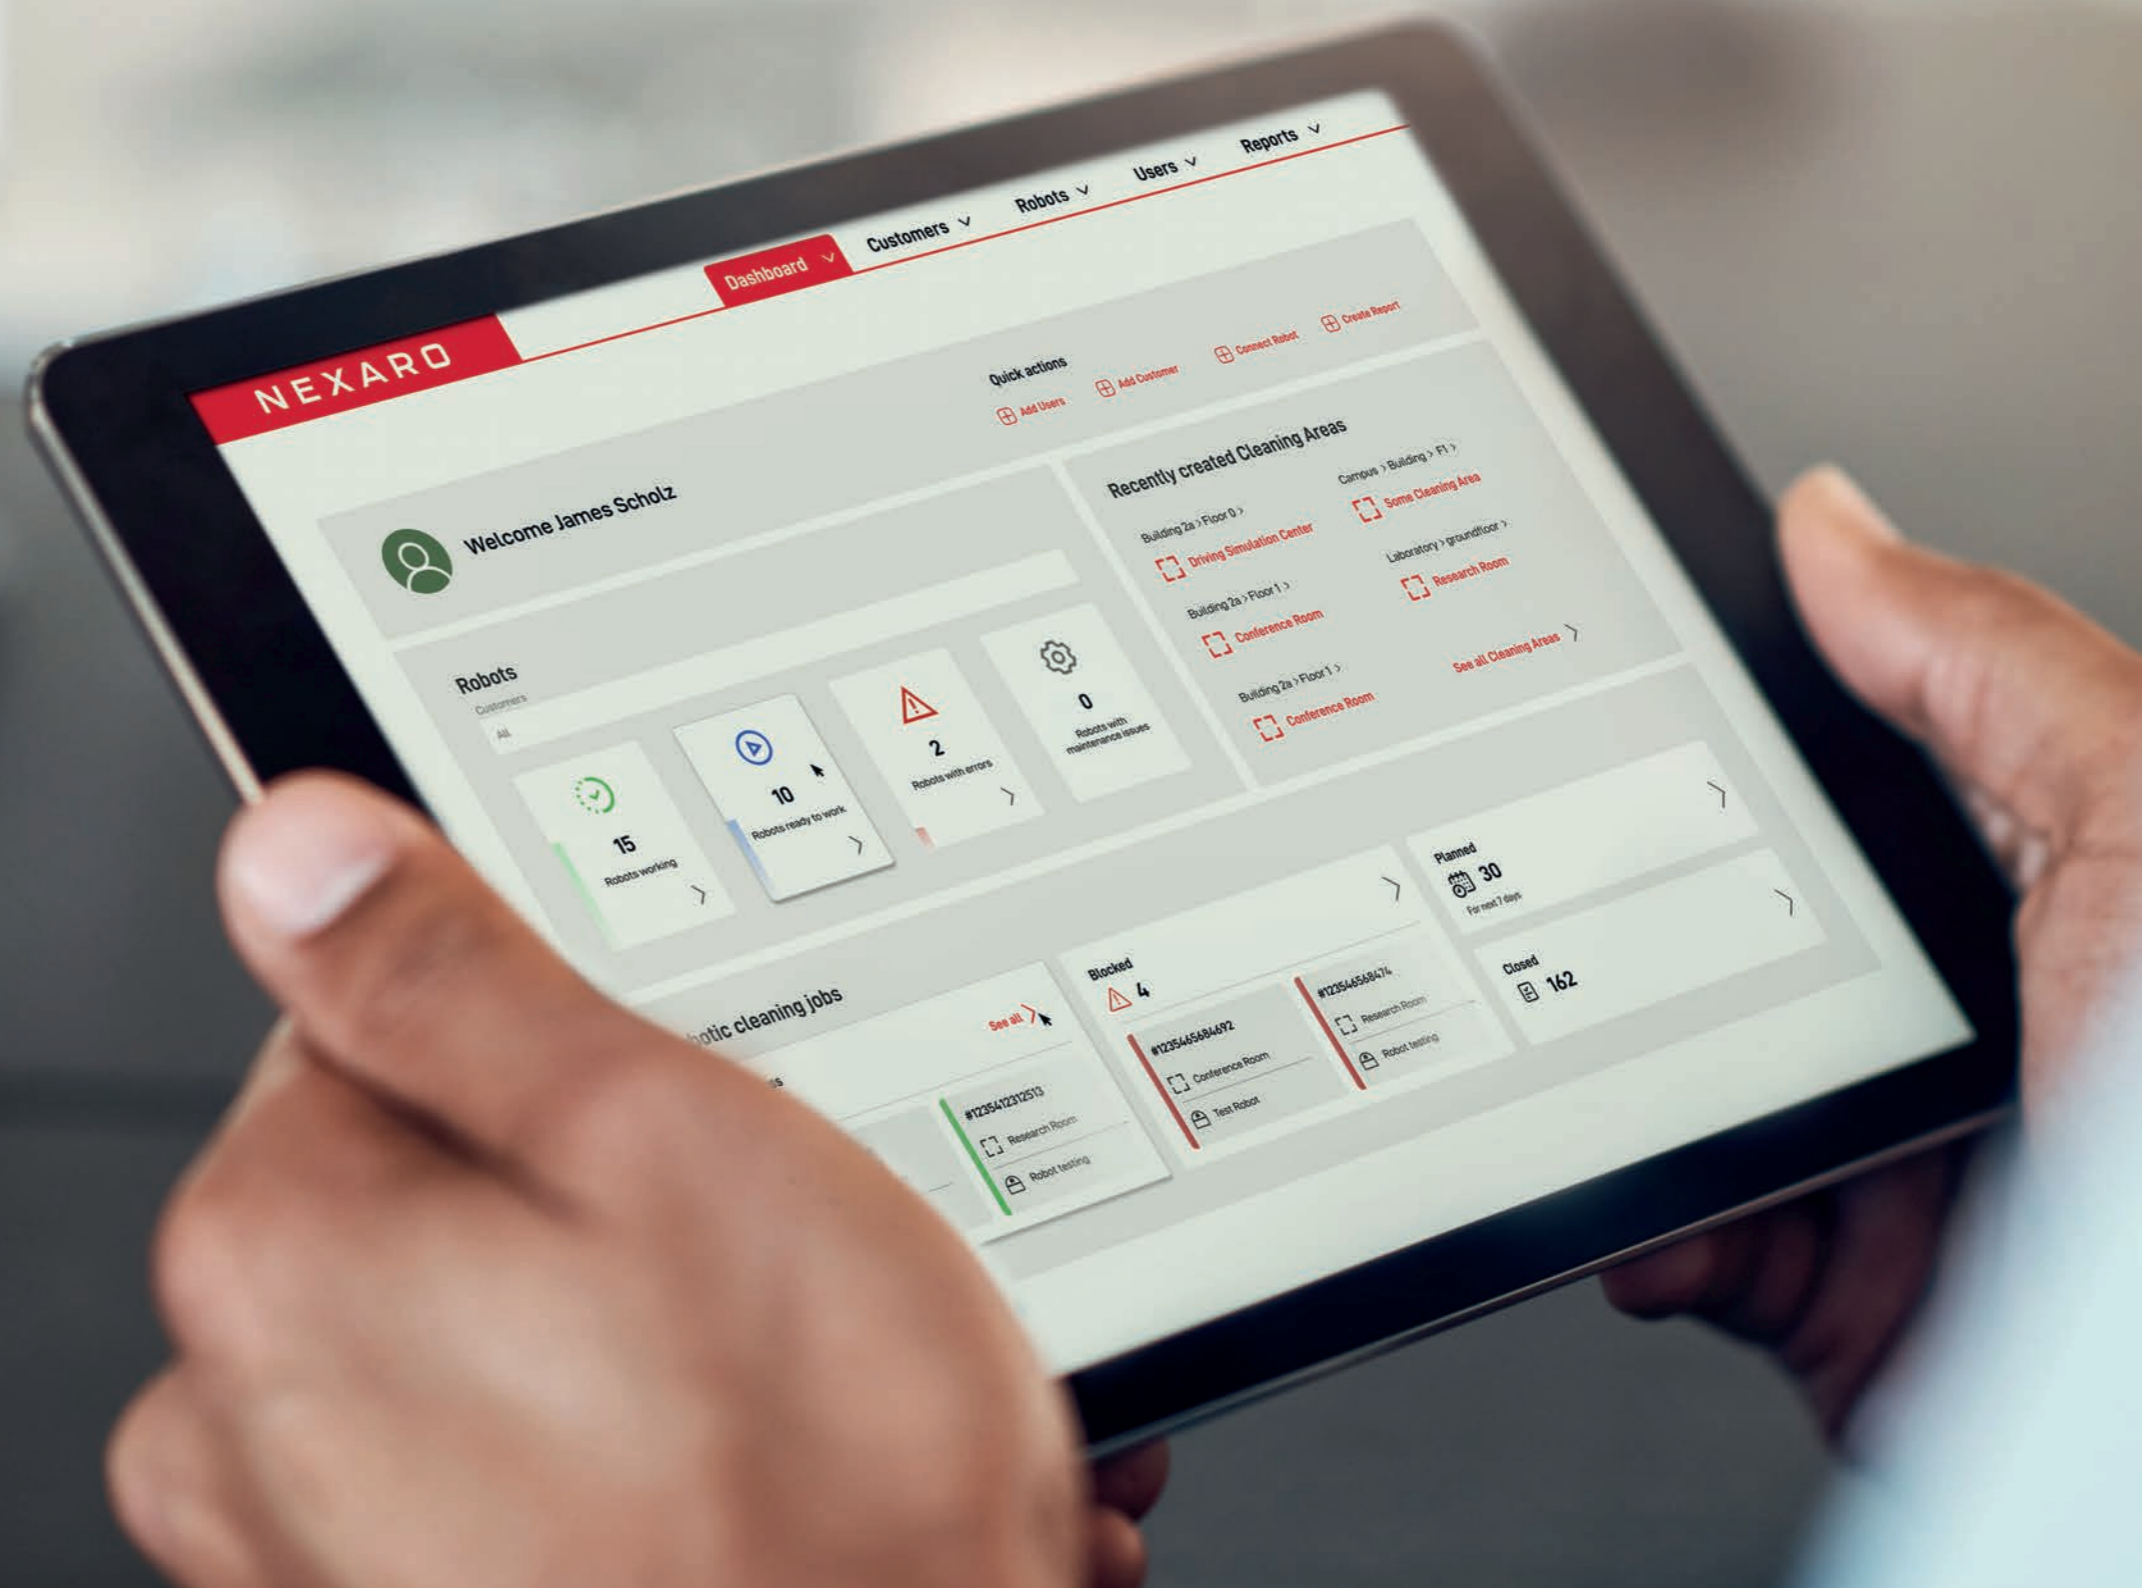 NEXARO
Dashboard
Customers
Robots
Users
Reports
Welcome James Scholz
Quick actions
Add Users
Add Customer
Connect Robot
Create Report
Robots
Customers
All
15
Robots working
10
Robots ready to work
2
Robots with errors
0
Robots with
maintenance issues
Recently created Cleaning Areas
Building 2a > Floor 0 >
Driving Simulation Center
Building 2a > Floor 1 >
Conference Room
Building 2a > Floor 1 >
Conference Room
Campus > Building > F1 >
Some Cleaning Area
Laboratory > groundfloor >
Research Room
See all Cleaning Areas
botic cleaning jobs
See all
#1235412312513
Research Room
Robot testing
Blocked
4
#1235465684692
Conference Room
Test Robot
#123546568474
Research Room
Robot testing
Planned
30
For next 7 days
Closed
162